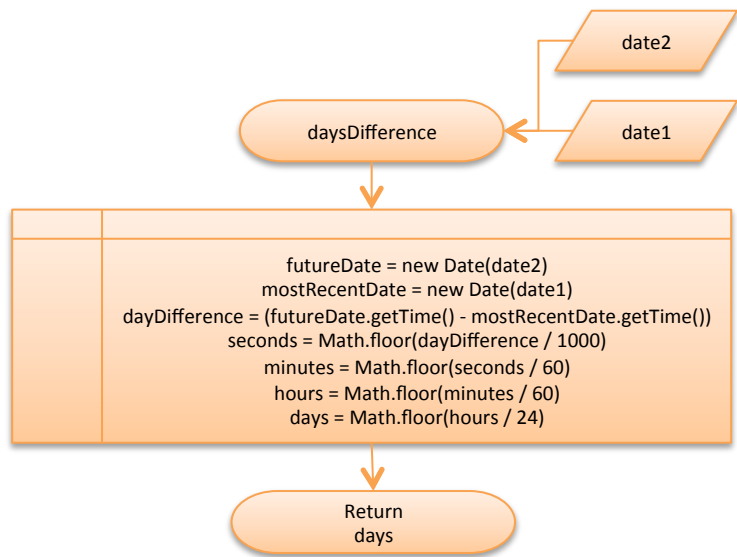 date2
daysDifference
date1
futureDate = new Date(date2)
mostRecentDate = new Date(date1)
dayDifference = (futureDate.getTime() - mostRecentDate.getTime())
seconds = Math.floor(dayDifference / 1000)
minutes = Math.floor(seconds / 60)
hours = Math.floor(minutes / 60)
days = Math.floor(hours / 24)
Return
days